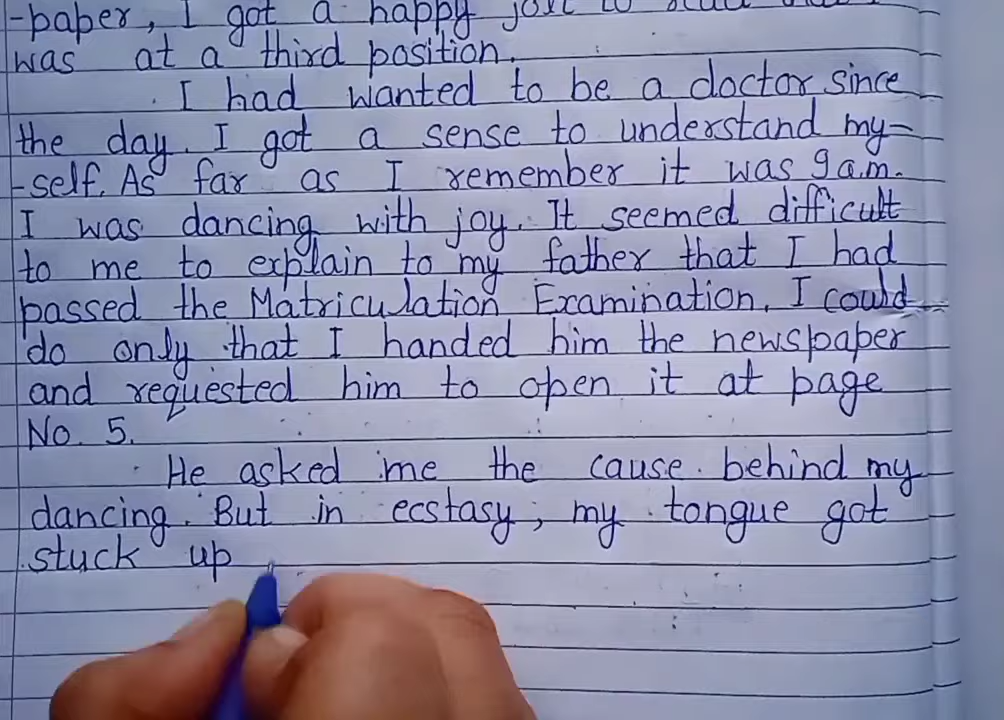 -paper, I got a happy jolt to
was at a third position.
I had wanted to be a doctor since
the day. I got a sense to understand my-
-self. As far as I remember it was 9 a.m.
I was dancing with joy. It seemed difficult
to me to explain to my father that I had
passed the Matriculation Examination. I could
do only that I handed him the newspaper
and requested him to open it at page
No. 5.
He asked me the cause behind my
dancing. But in ecstasy, my tongue got
stuck up